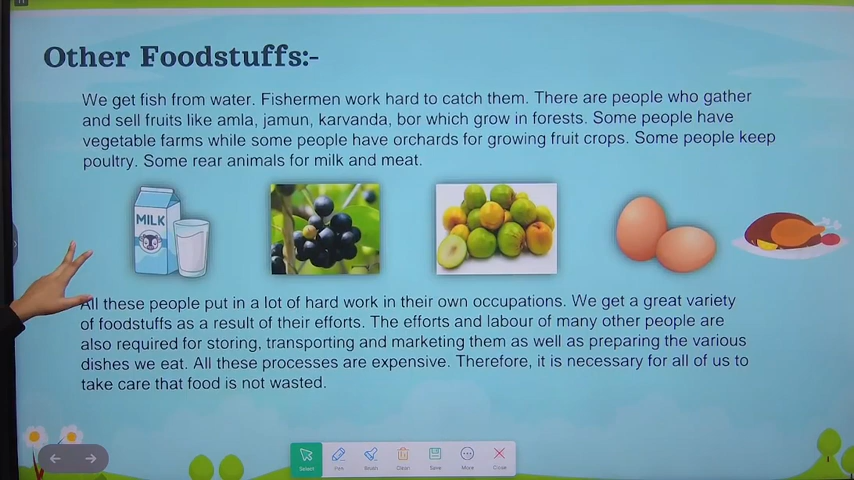 Other Foodstuffs:-
We get fish from water. Fishermen work hard to catch them. There are people who gather
and sell fruits like amla, jamun, karvanda, bor which grow in forests. Some people have
vegetable farms while some people have orchards for growing fruit crops. Some people keep
poultry. Some rear animals for milk and meat.
MILK
All these people put in a lot of hard work in their own occupations. We get a great variety
of foodstuffs as a result of their efforts. The efforts and labour of many other people are
also required for storing, transporting and marketing them as well as preparing the various
dishes we eat. All these processes are expensive. Therefore, it is necessary for all of us to
take care that food is not wasted.
Select Pen Brush Clean Save More Close